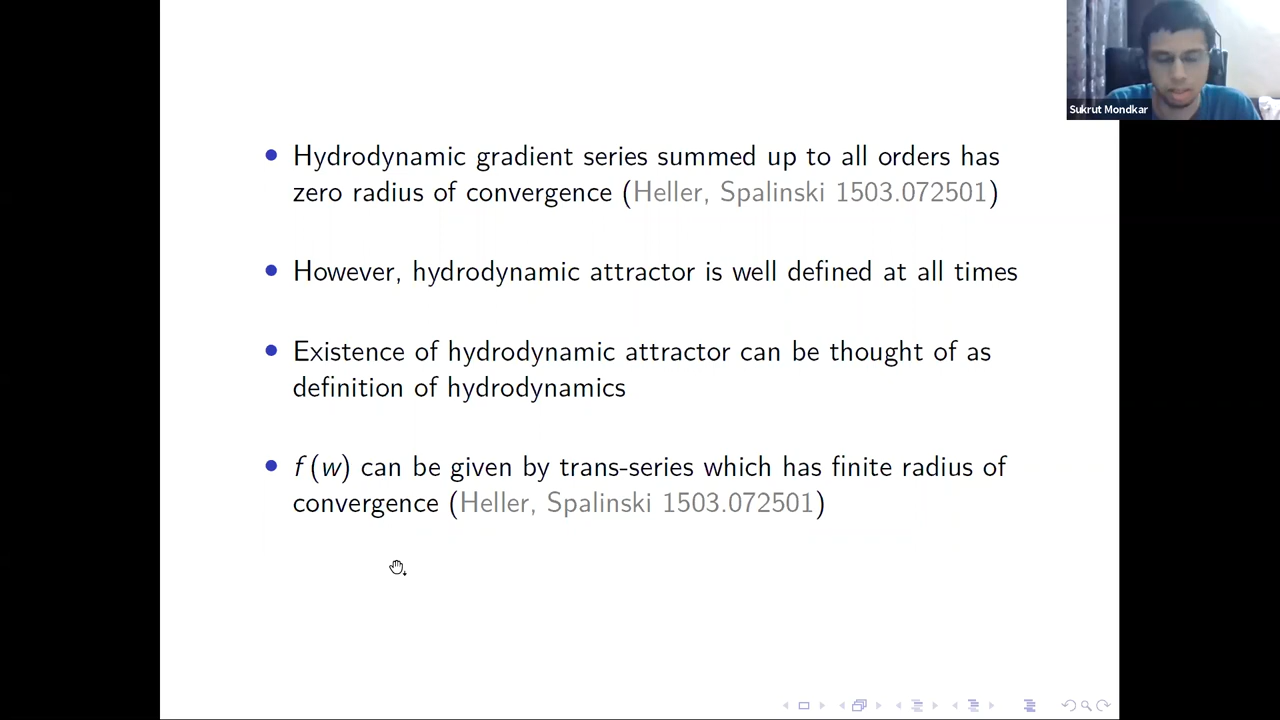 Sukrut Mondkar
Hydrodynamic gradient series summed up to all orders has
zero radius of convergence (Heller, Spalinski 1503.072501)
However, hydrodynamic attractor is well defined at all times
Existence of hydrodynamic attractor can be thought of as
definition of hydrodynamics
f (w) can be given by trans-series which has finite radius of
convergence (Heller, Spalinski 1503.072501)